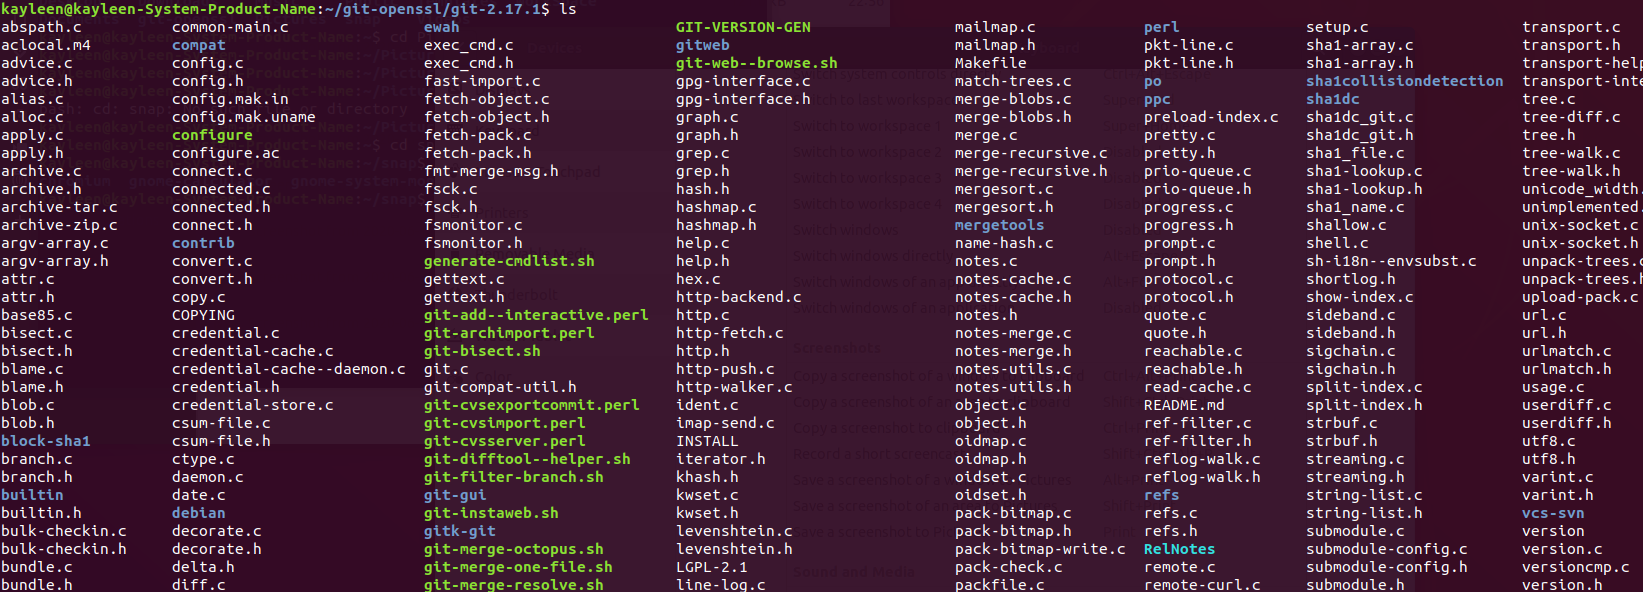 kayleen@kayleen-System-Product-Name:~/git-openssl/git-2.17.1$ ls
abspath.c common-main.c ewah GIT-VERSION-GEN mailmap.c perl setup.c transport.c
aclocal.m4 compat exec_cmd.c gitweb mailmap.h pkt-line.c sha1-array.c transport.h
advice.c config.c exec_cmd.h git-web--browse.sh Makefile pkt-line.h sha1-array.h
advice.h config.h fast-import.c gpg-interface.c match-trees.c po sha1collisiondetection
alias.c config.mak.in fetch-object.c gpg-interface.h merge-blobs.c ppc sha1dc tree.c
alloc.c config.mak.uname fetch-object.h graph.c merge-blobs.h preload-index.c sha1dc_git.c tree-diff.c
apply.c configure fetch-pack.c graph.h merge.c pretty.c sha1dc_git.h tree.h
apply.h configure.ac fetch-pack.h grep.c merge-recursive.c pretty.h sha1_file.c tree-walk.c
archive.c connect.c fmt-merge-msg.h grep.h merge-recursive.h prio-queue.c sha1-lookup.c tree-walk.h
archive.h connected.c fsck.c hash.h mergesort.c prio-queue.h sha1-lookup.h unicode_width.
archive-tar.c connected.h fsck.h hashmap.c mergesort.h progress.c sha1_name.c unimplemented.
archive-zip.c connect.h fsmonitor.c hashmap.h mergetools progress.h shallow.c unix-socket.c
argv-array.c contrib fsmonitor.h help.c name-hash.c prompt.c shell.c unix-socket.h
argv-array.h convert.c generate-cmdlist.sh help.h notes.c prompt.h sh-i18n--envsubst.c unpack-trees.c
attr.c convert.h gettext.c hex.c notes-cache.c protocol.c shortlog.h unpack-trees.h
attr.h copy.c gettext.h http-backend.c notes-cache.h protocol.h show-index.c upload-pack.c
base85.c COPYING git-add--interactive.perl http.c notes.h quote.c sideband.c url.c
bisect.c credential.c git-archimport.perl http-fetch.c notes-merge.c quote.h sideband.h url.h
bisect.h credential-cache.c git-bisect.sh http.h notes-merge.h reachable.c sigchain.c urlmatch.c
blame.c credential-cache--daemon.c git.c http-push.c notes-utils.c reachable.h sigchain.h urlmatch.h
blame.h credential.h git-compat-util.h http-walker.c notes-utils.h read-cache.c split-index.c usage.c
blob.c credential-store.c git-cvsexportcommit.perl ident.c object.c README.md split-index.h userdiff.c
blob.h csum-file.c git-cvsimport.perl imap-send.c object.h ref-filter.c strbuf.c userdiff.h
block-sha1 csum-file.h git-cvsserver.perl INSTALL oidmap.c ref-filter.h strbuf.h utf8.c
branch.c ctype.c git-difftool--helper.sh iterator.h oidmap.h reflog-walk.c streaming.c utf8.h
branch.h daemon.c git-filter-branch.sh khash.h oidset.c reflog-walk.h streaming.h varint.c
builtin date.c git-gui kwset.c oidset.h refs string-list.c varint.h
builtin.h debian git-instaweb.sh kwset.h pack-bitmap.c refs.c string-list.h vcs-svn
bulk-checkin.c decorate.c gitk-git levenshtein.c pack-bitmap.h refs.h submodule.c version
bulk-checkin.h decorate.h git-merge-octopus.sh levenshtein.h pack-bitmap-write.c RelNotes submodule-config.c version.c
bundle.c delta.h git-merge-one-file.sh LGPL-2.1 pack-check.c remote.c submodule-config.h versioncmp.c
bundle.h diff.c git-merge-resolve.sh line-log.c packfile.c remote-curl.c submodule.h version.h